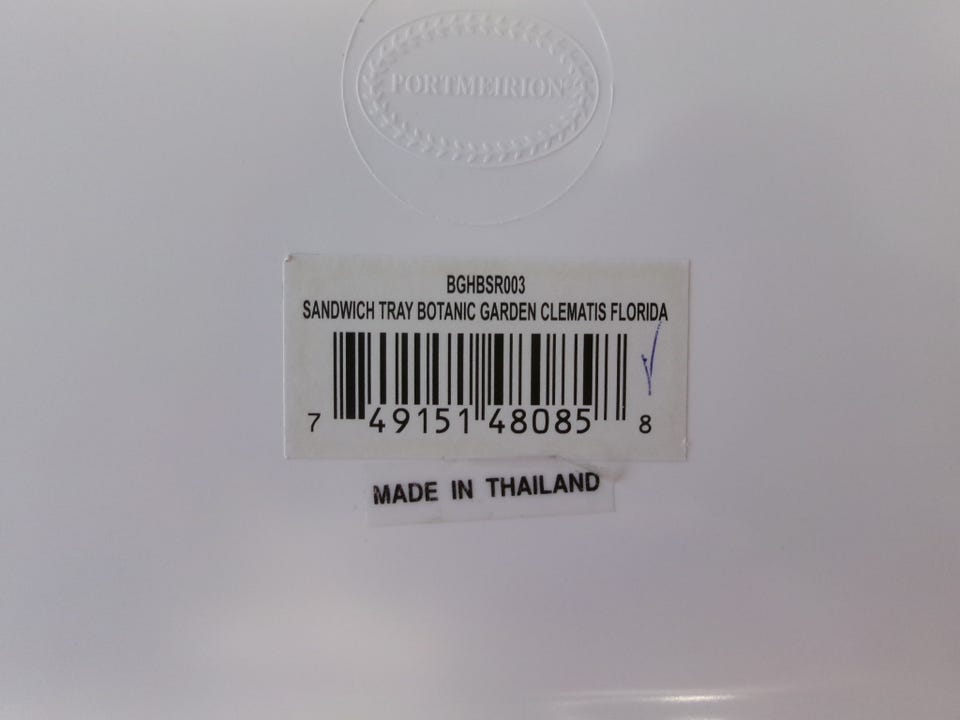 PORTMEIRION
BGHBSR003
SANDWICH TRAY BOTANIC GARDEN CLEMATIS FLORIDA
7 49151 48085 8
MADE IN THAILAND